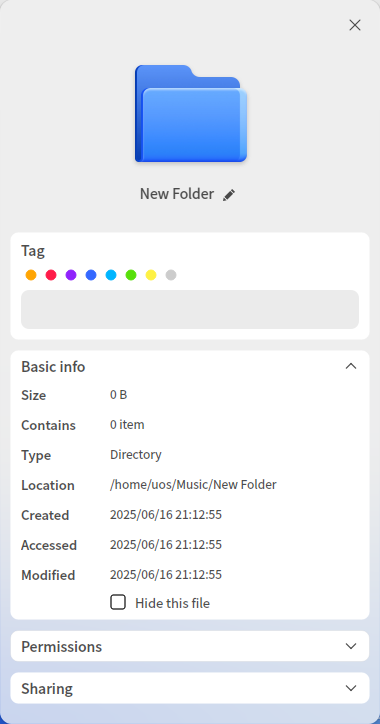 New Folder
Tag
Basic info
Size 0 B
Contains 0 item
Type Directory
Location /home/uos/Music/New Folder
Created 2025/06/16 21:12:55
Accessed 2025/06/16 21:12:55
Modified 2025/06/16 21:12:55
Hide this file
Permissions
Sharing